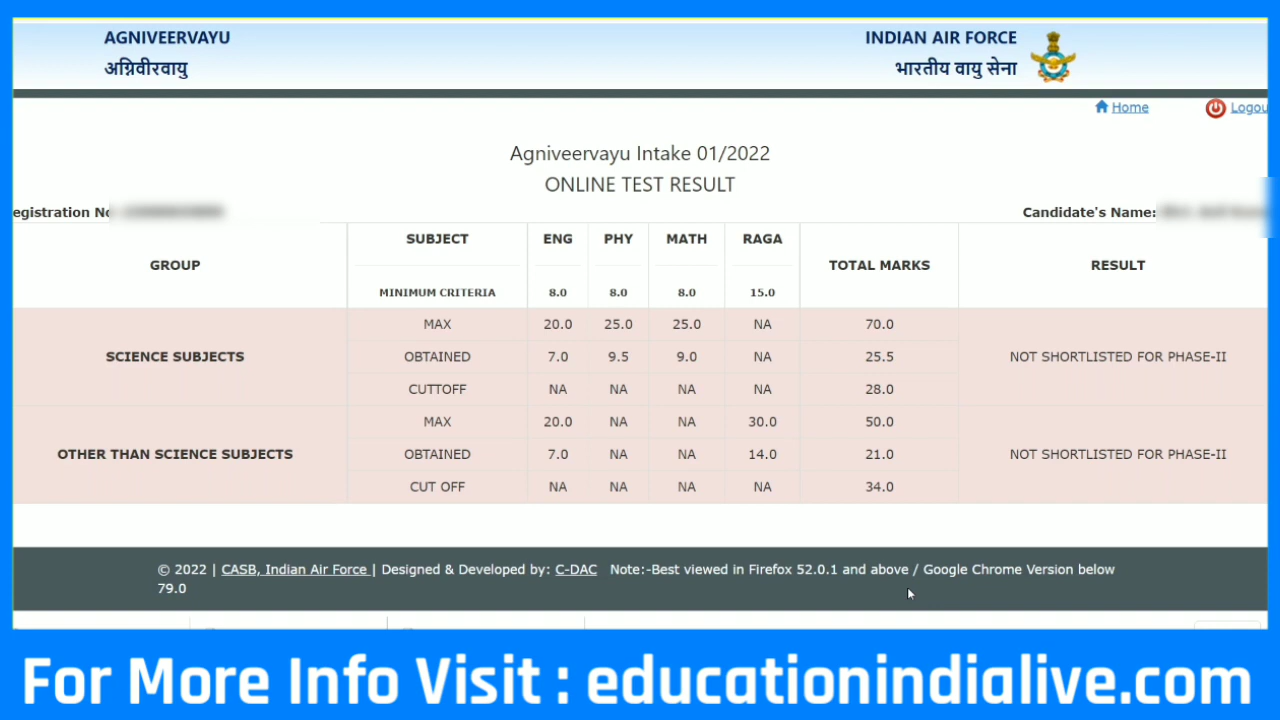 AGNIVEERVAYU
अग्निवीरवायु
INDIAN AIR FORCE
भारतीय वायु सेना
Home
Logou
Agniveervayu Intake 01/2022
ONLINE TEST RESULT
egistration No
Candidate's Name:
GROUP SUBJECT ENG PHY MATH RAGA TOTAL MARKS RESULT
MINIMUM CRITERIA 8.0 8.0 8.0 15.0
MAX 20.0 25.0 25.0 NA 70.0
SCIENCE SUBJECTS OBTAINED 7.0 9.5 9.0 NA 25.5 NOT SHORTLISTED FOR PHASE-II
CUTTOFF NA NA NA NA 28.0
MAX 20.0 NA NA 30.0 50.0
OTHER THAN SCIENCE SUBJECTS OBTAINED 7.0 NA NA 14.0 21.0 NOT SHORTLISTED FOR PHASE-II
CUT OFF NA NA NA NA 34.0
© 2022 | CASB, Indian Air Force | Designed & Developed by: C-DAC Note:-Best viewed in Firefox 52.0.1 and above / Google Chrome Version below
79.0
For More Info Visit : educationindialive.com